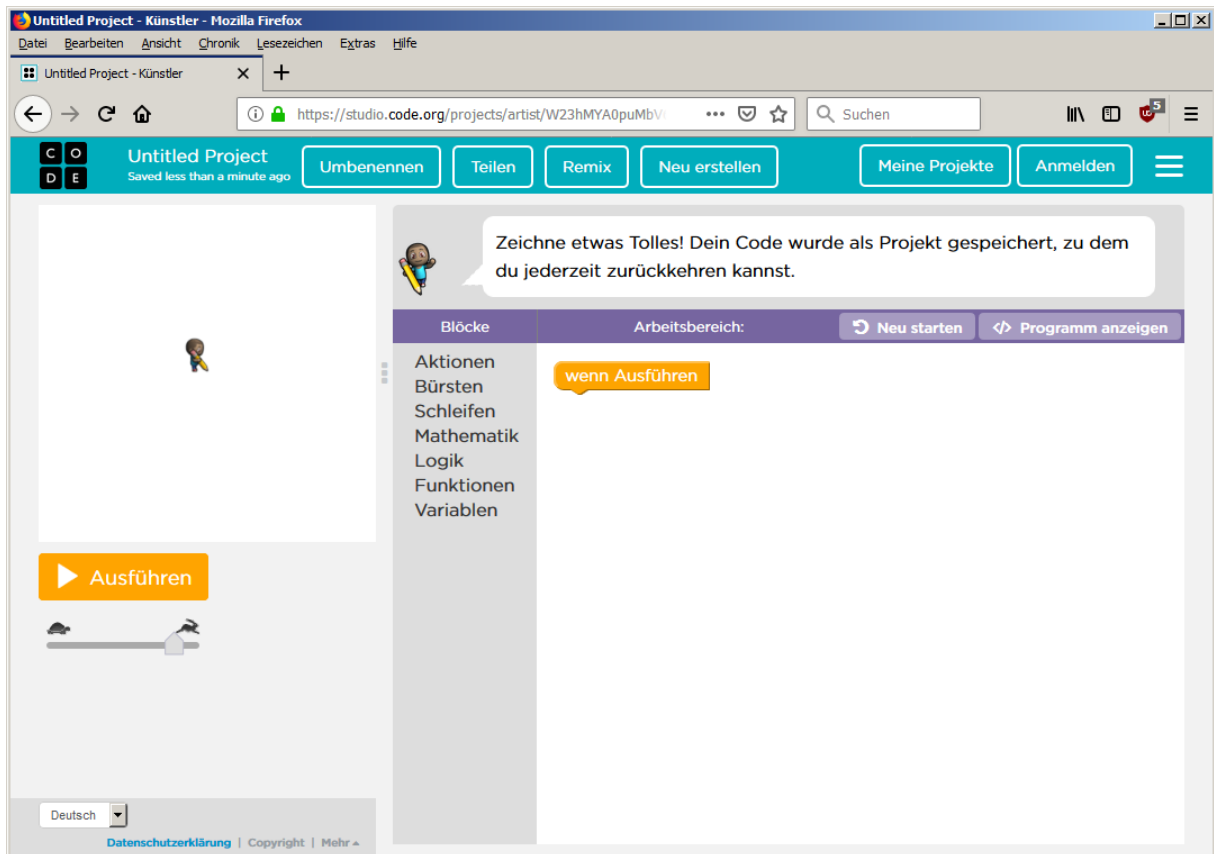 Untitled Project - Künstler - Mozilla Firefox
Datei Bearbeiten Ansicht Chronik Lesezeichen Extras Hilfe
Untitled Project - Künstler
https://studio.code.org/projects/artist/W23hMYA0puMbV
Suchen
5
C O
D E
Untitled Project
Saved less than a minute ago
Umbenennen
Teilen
Remix
Neu erstellen
Meine Projekte
Anmelden
Zeichne etwas Tolles! Dein Code wurde als Projekt gespeichert, zu dem
du jederzeit zurückkehren kannst.
Blöcke
Arbeitsbereich:
Neu starten
</> Programm anzeigen
Aktionen
Bürsten
Schleifen
Mathematik
Logik
Funktionen
Variablen
wenn Ausführen
Ausführen
Deutsch
Datenschutzerklärung | Copyright | Mehr